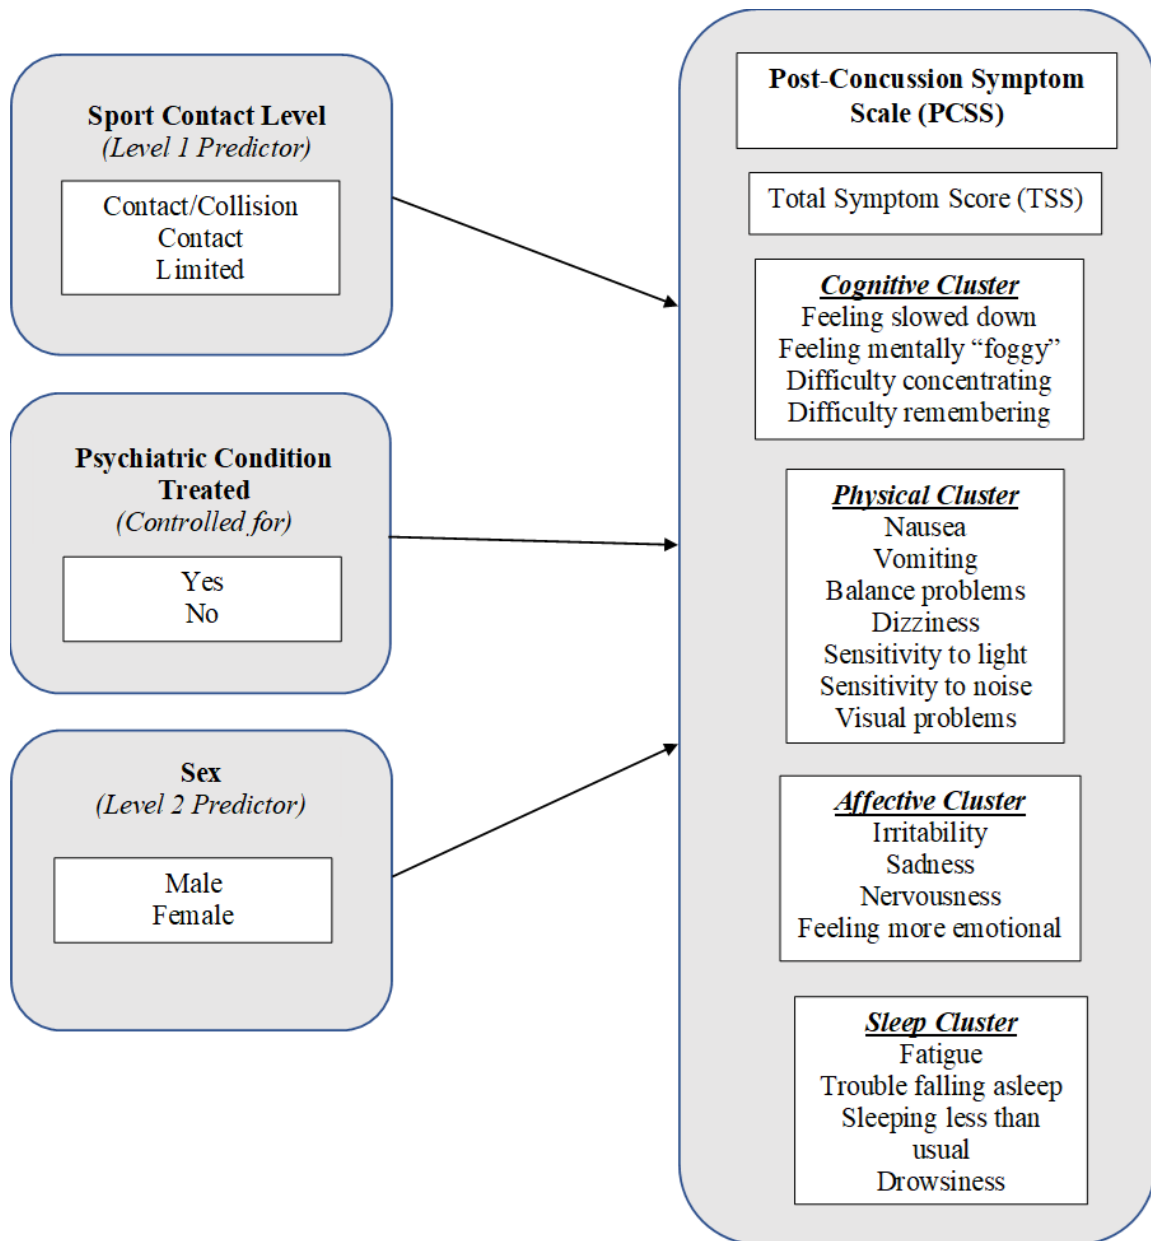 Sport Contact Level
(Level 1 Predictor)
Contact/Collision
Contact
Limited
Psychiatric Condition
Treated
(Controlled for)
Yes
No
Sex
(Level 2 Predictor)
Male
Female
Post-Concussion Symptom
Scale (PCSS)
Total Symptom Score (TSS)
Cognitive Cluster
Feeling slowed down
Feeling mentally “foggy”
Difficulty concentrating
Difficulty remembering
Physical Cluster
Nausea
Vomiting
Balance problems
Dizziness
Sensitivity to light
Sensitivity to noise
Visual problems
Affective Cluster
Irritability
Sadness
Nervousness
Feeling more emotional
Sleep Cluster
Fatigue
Trouble falling asleep
Sleeping less than
usual
Drowsiness